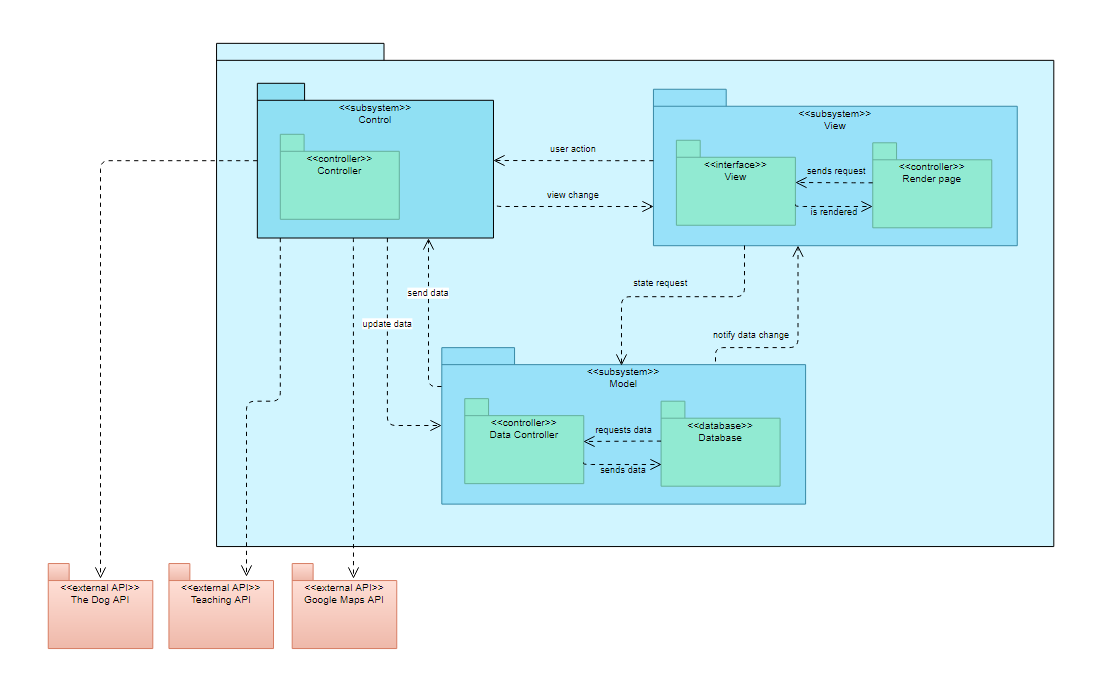 <<subsystem>>
Control
<<controller>>
Controller
user action
view change
<<subsystem>>
View
<<interface>>
View
sends request
is rendered
<<controller>>
Render page
send data
update data
state request
notify data change
<<subsystem>>
Model
<<controller>>
Data Controller
requests data
sends data
<<database>>
Database
<<external API>>
The Dog API
<<external API>>
Teaching API
<<external API>>
Google Maps API